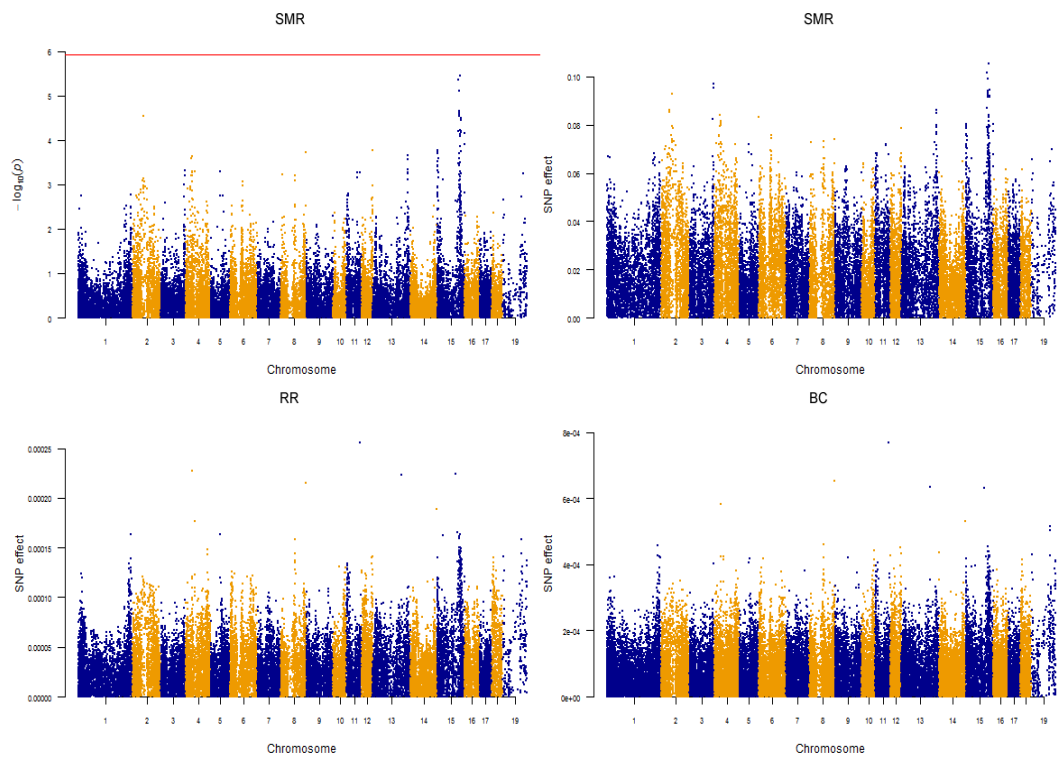 SMR
SMR
− log10(p)
6
5
4
3
2
1
0
1 2 3 4 5 6 7 8 9 10 11 12 13 14 15 16 17 19
Chromosome
SNP effect
0.10
0.08
0.06
0.04
0.02
0.00
1 2 3 4 5 6 7 8 9 10 11 12 13 14 15 16 17 19
Chromosome
RR
BC
SNP effect
0.00025
0.00020
0.00015
0.00010
0.00005
0.00000
1 2 3 4 5 6 7 8 9 10 11 12 13 14 15 16 17 19
Chromosome
SNP effect
8e-04
6e-04
4e-04
2e-04
0e+00
1 2 3 4 5 6 7 8 9 10 11 12 13 14 15 16 17 19
Chromosome